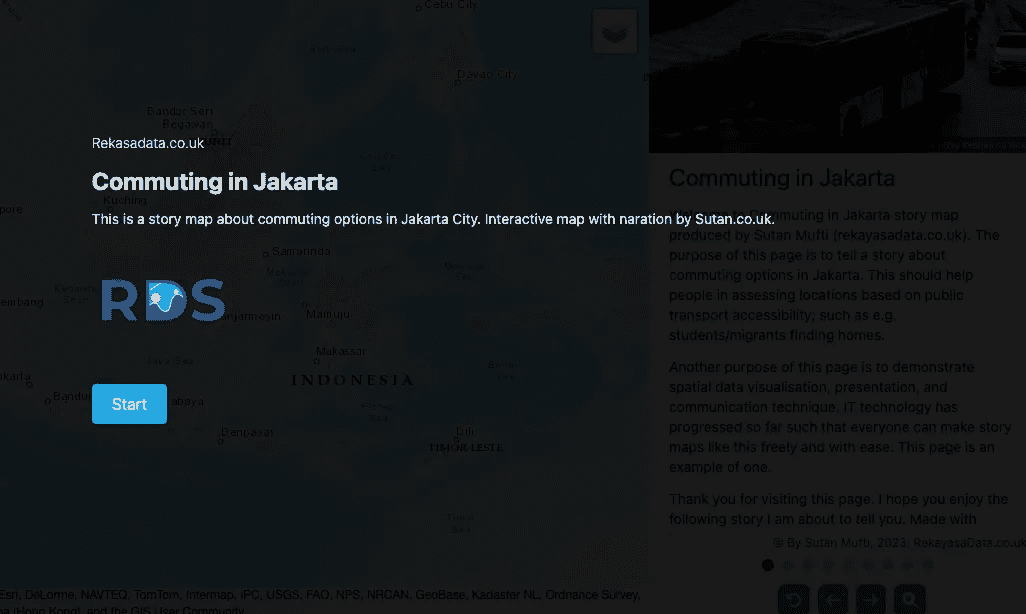 Cebu City
Davao City
Bandar Seri
Begawan
Rekasadata.co.uk
Commuting in Jakarta
Kuching
This is a story map about commuting options in Jakarta City. Interactive map with naration by Sutan.co.uk.
Samarinda
RDS
Mamuju
Makassar
Java Sea
INDONESIA
Start
Denpasar
Dili
TIMOR-LESTE
Esri, DeLorme, NAVTEQ, TomTom, Intermap, iPC, USGS, FAO, NPS, NRCAN, GeoBase, Kadaster NL, Ordnance Survey,
(Hong Kong), and the GIS User Community
Commuting in Jakarta
Commuting in Jakarta story map
produced by Sutan Mufti (rekayasadata.co.uk). The
purpose of this page is to tell a story about
commuting options in Jakarta. This should help
people in assessing locations based on public
transport accessibility; such as e.g.
students/migrants finding homes.
Another purpose of this page is to demonstrate
spatial data visualisation, presentation, and
communication technique. IT technology has
progressed so far such that everyone can make story
maps like this freely and with ease. This page is an
example of one.
Thank you for visiting this page. I hope you enjoy the
following story I am about to tell you. Made with
© By Sutan Mufti, 2023; RekayasaData.co.uk